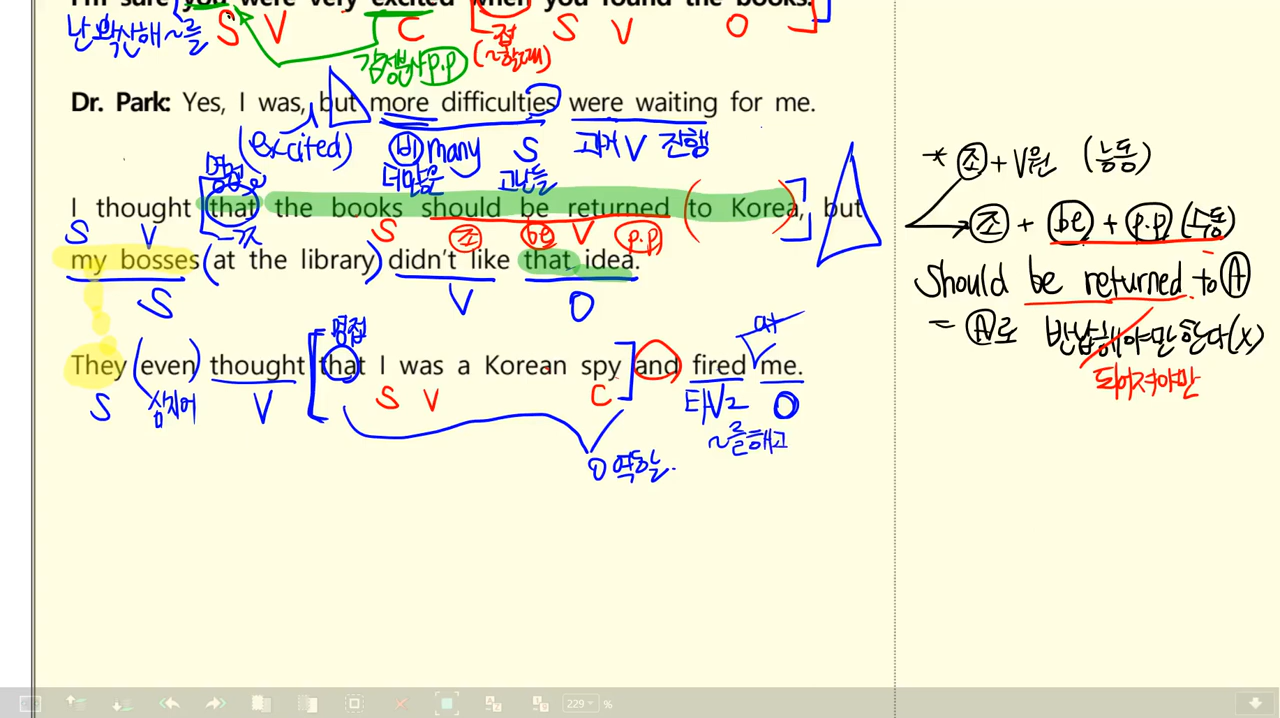 I'm sure you were very excited when you found the books.
난 확신해 ~를 S V C 접 S V O
(~할 때)
감정분사 p.p
Dr. Park: Yes, I was, but more difficulties were waiting for me.
(excited) 비 many S 과거 V 진행
더 많은 고난들
I thought that the books should be returned to Korea, but
S V S 조 be V p.p
my bosses (at the library) didn't like that idea.
S V O
명접
They (even) thought that I was a Korean spy and fired me.
S 심지어 V S V C 타V2 O
~를 해고
O 역할
* 조 + V원 (능동)
조 + be + p.p (수동)
should be returned to A
= A로 반납해야만 한다 (X)
되어져야만
229 %